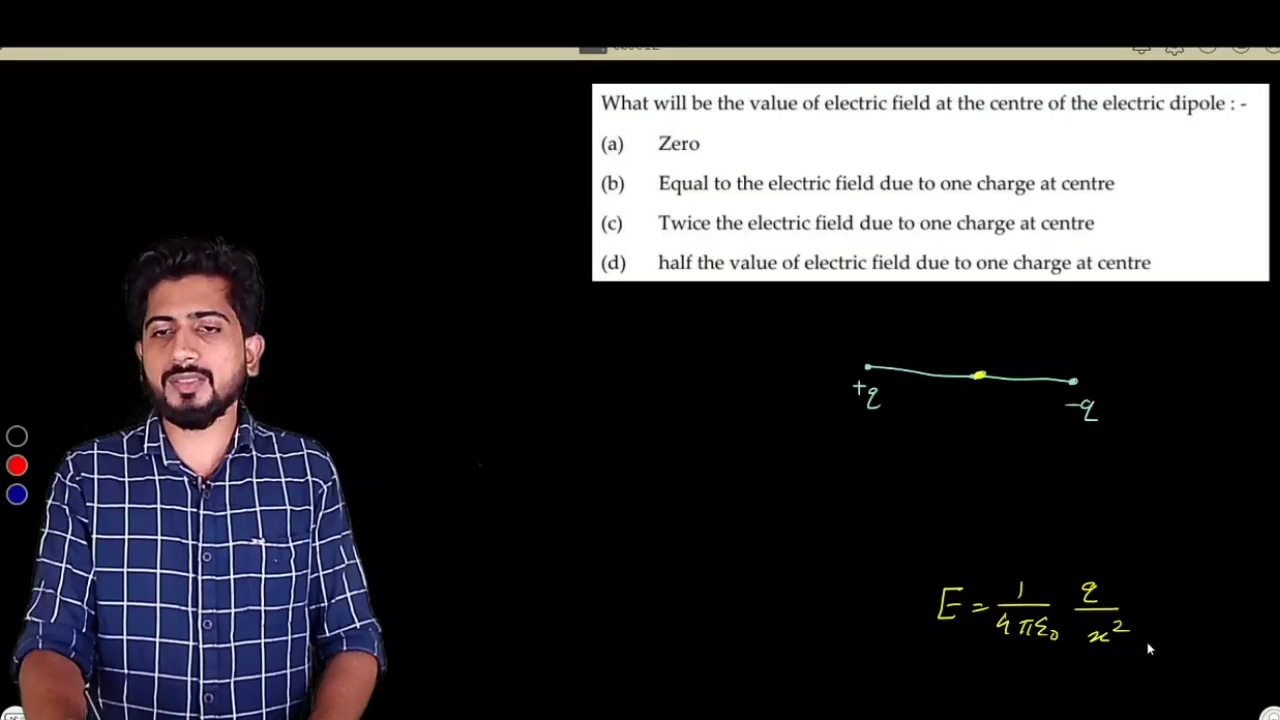 What will be the value of electric field at the centre of the electric dipole : -
(a) Zero
(b) Equal to the electric field due to one charge at centre
(c) Twice the electric field due to one charge at centre
(d) half the value of electric field due to one charge at centre
+q
-q
E = 1/4πε₀ q/x²